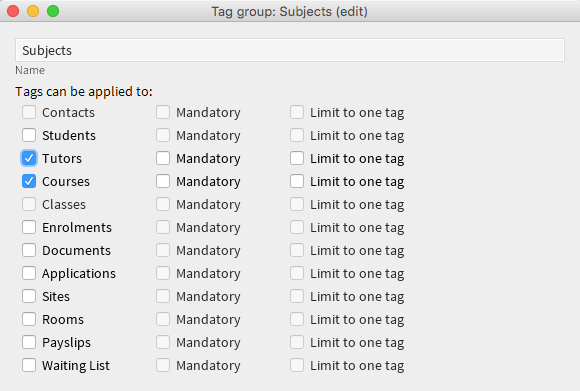 Tag group: Subjects (edit)
Subjects
Name
Tags can be applied to:
Contacts Mandatory Limit to one tag
Students Mandatory Limit to one tag
Tutors Mandatory Limit to one tag
Courses Mandatory Limit to one tag
Classes Mandatory Limit to one tag
Enrolments Mandatory Limit to one tag
Documents Mandatory Limit to one tag
Applications Mandatory Limit to one tag
Sites Mandatory Limit to one tag
Rooms Mandatory Limit to one tag
Payslips Mandatory Limit to one tag
Waiting List Mandatory Limit to one tag